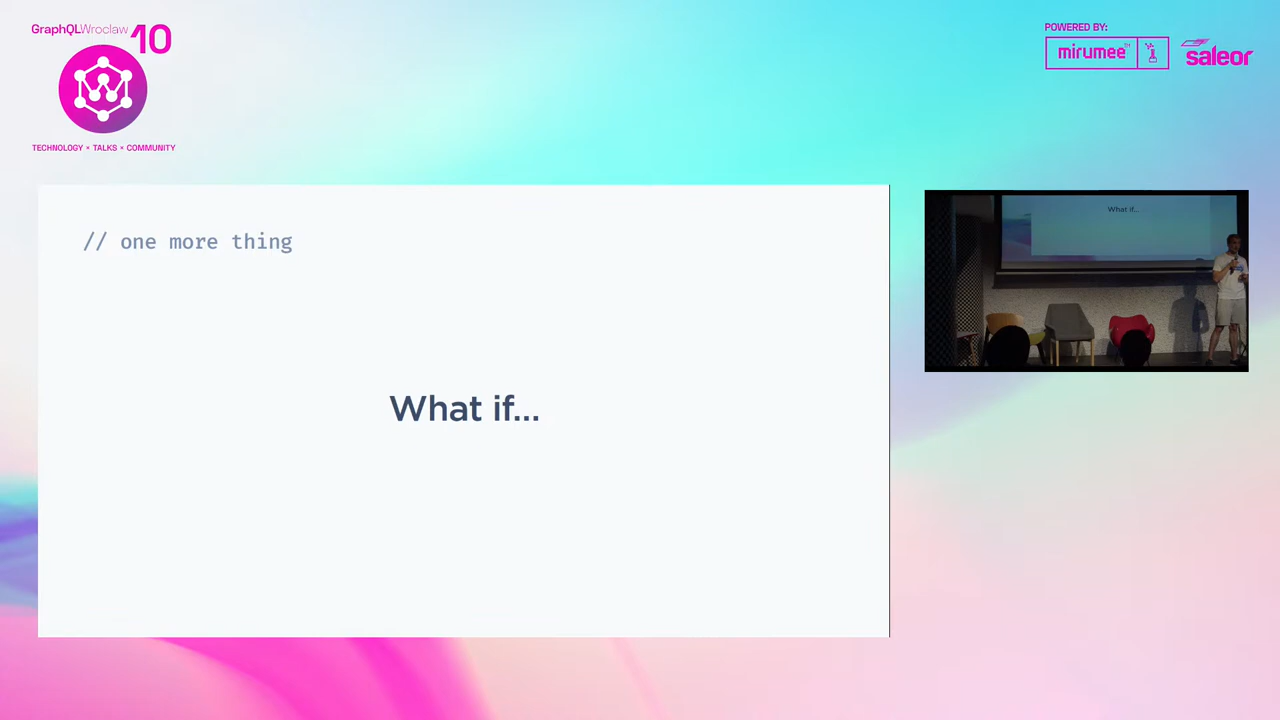 GraphQLWroclaw 10
TECHNOLOGY × TALKS × COMMUNITY
POWERED BY:
mirumee
saleor
// one more thing
What if...
What if...